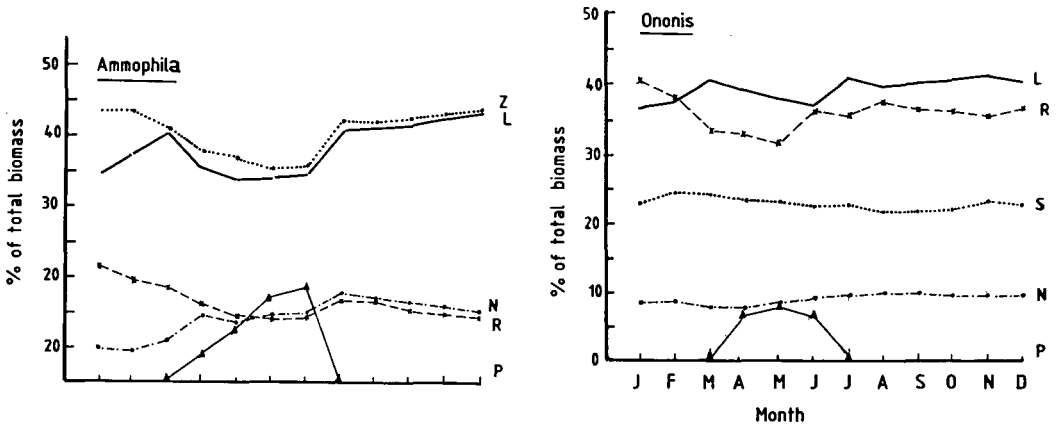 Ammophila
% of total biomass
50
40
30
20
20
Z
L
N
R
P
Ononis
% of total biomass
50
40
30
20
10
0
L
R
S
N
P
J F M A M J J A S O N D
Month